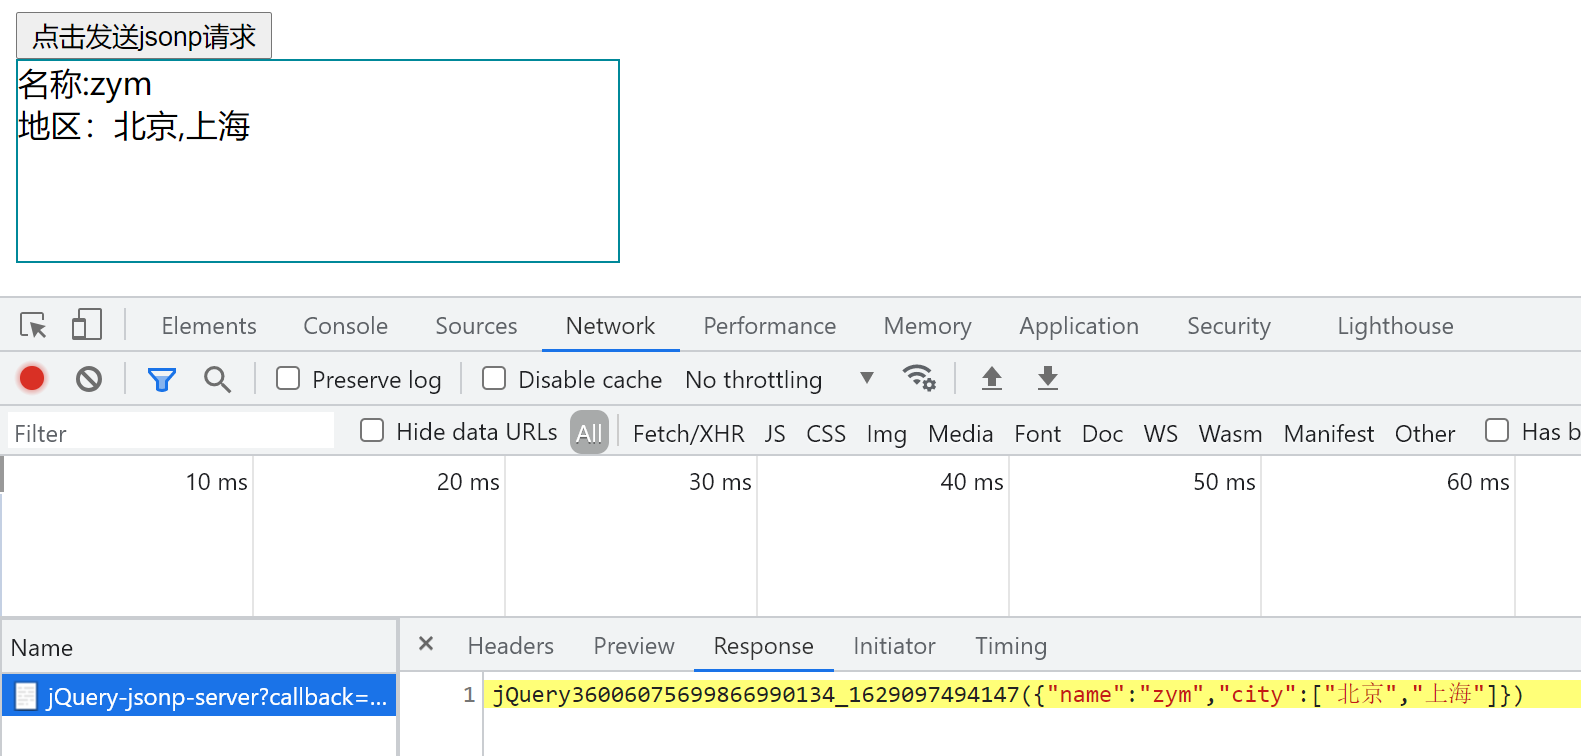 点击发送jsonp请求
名称:zym
地区：北京,上海
Elements Console Sources Network Performance Memory Application Security Lighthouse
Preserve log Disable cache No throttling
Filter Hide data URLs All Fetch/XHR JS CSS Img Media Font Doc WS Wasm Manifest Other Has b
10 ms 20 ms 30 ms 40 ms 50 ms 60 ms
Name Headers Preview Response Initiator Timing
jQuery-jsonp-server?callback=... 1 jQuery36006075699866990134_1629097494147({"name":"zym","city":["北京","上海"]})